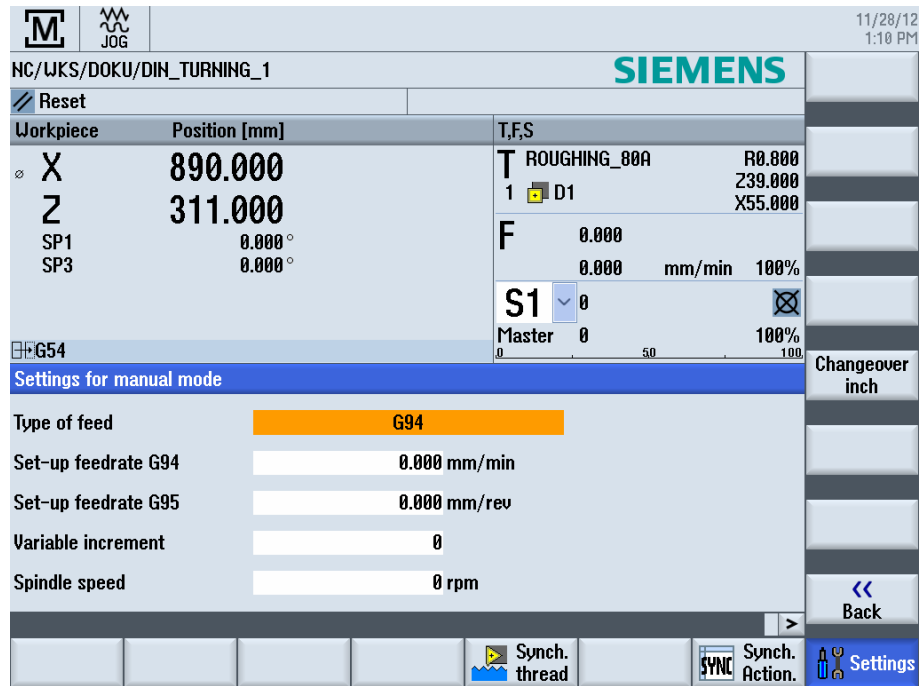 M
JOG
11/28/12
1:10 PM
NC/WKS/DOKU/DIN_TURNING_1
SIEMENS
Reset
Workpiece Position [mm]
T,F,S
⌀ X 890.000
Z 311.000
SP1 0.000°
SP3 0.000°
G54
T ROUGHING_80A R0.800
1 D1 Z39.000
X55.000
F 0.000
0.000 mm/min 100%
S1 0
Master 0 100%
0 50 100
Changeover
inch
Settings for manual mode
Type of feed G94
Set-up feedrate G94 0.000 mm/min
Set-up feedrate G95 0.000 mm/rev
Variable increment 0
Spindle speed 0 rpm
<<
Back
>
Synch.
thread
SYNC Synch.
Action.
Settings